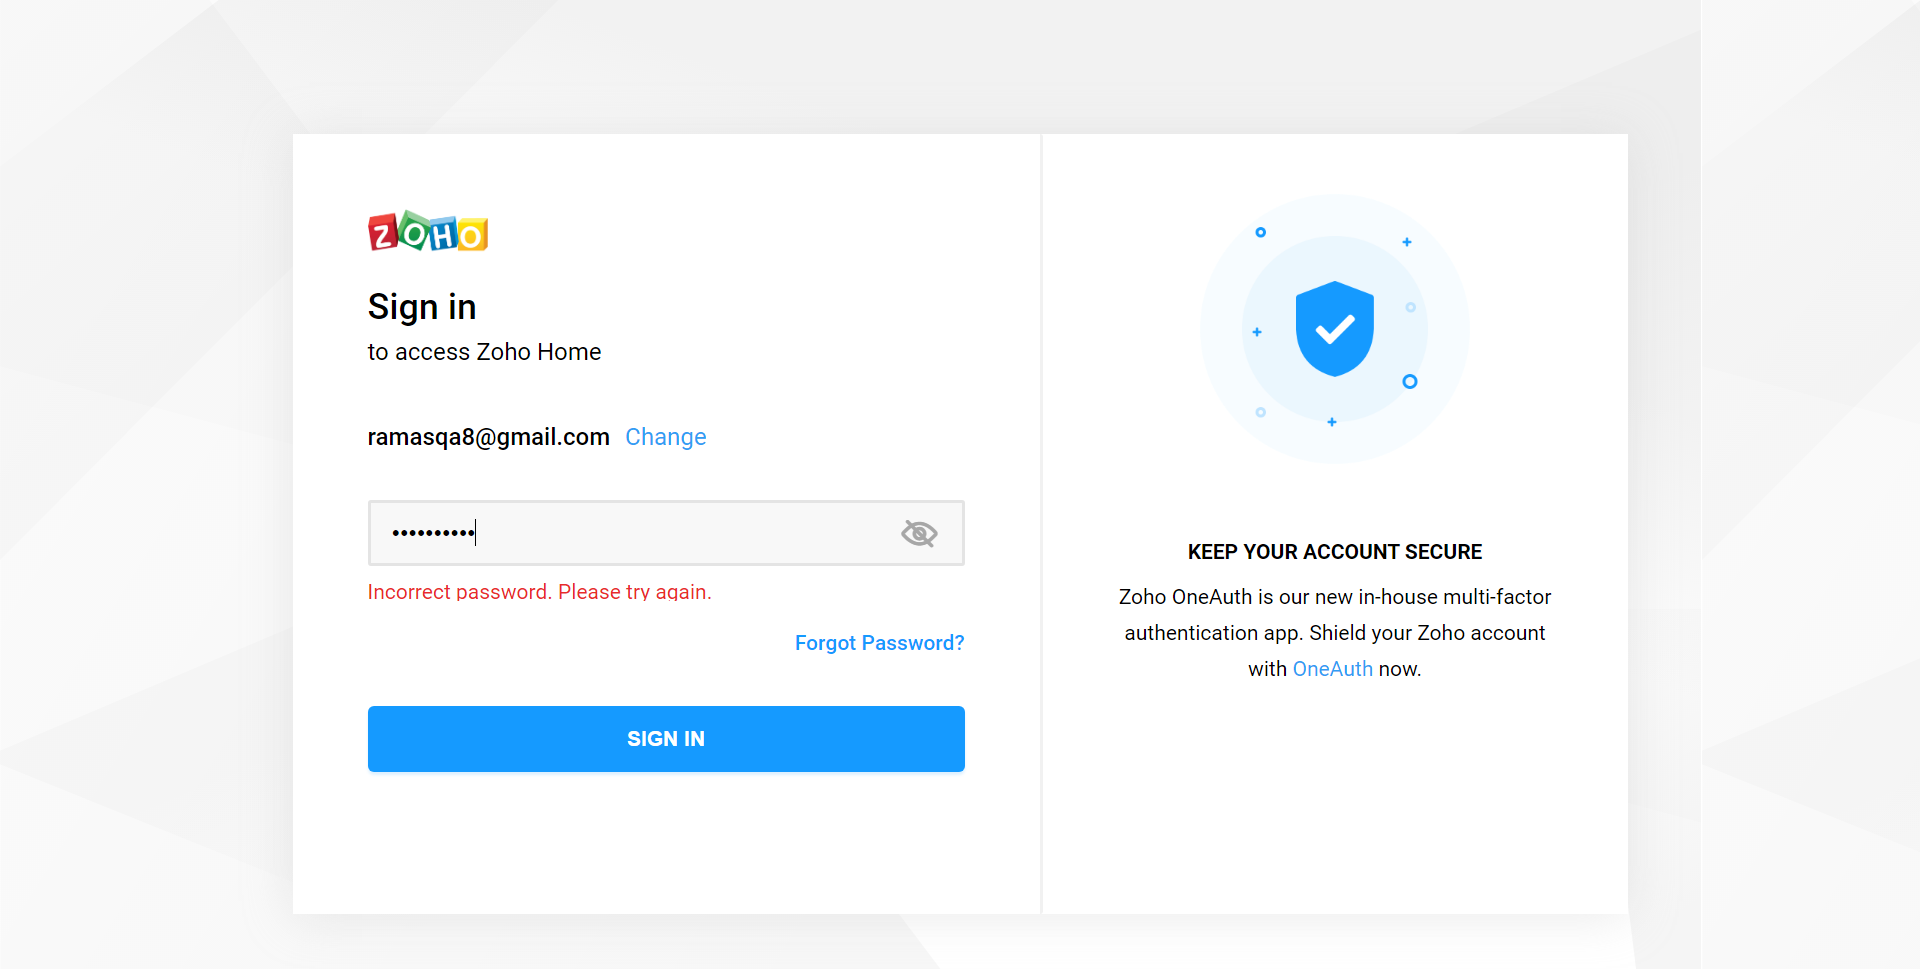 ZOHO
Sign in
to access Zoho Home
ramasqa8@gmail.com Change
••••••••••
Incorrect password. Please try again.
Forgot Password?
SIGN IN
KEEP YOUR ACCOUNT SECURE
Zoho OneAuth is our new in-house multi-factor
authentication app. Shield your Zoho account
with OneAuth now.